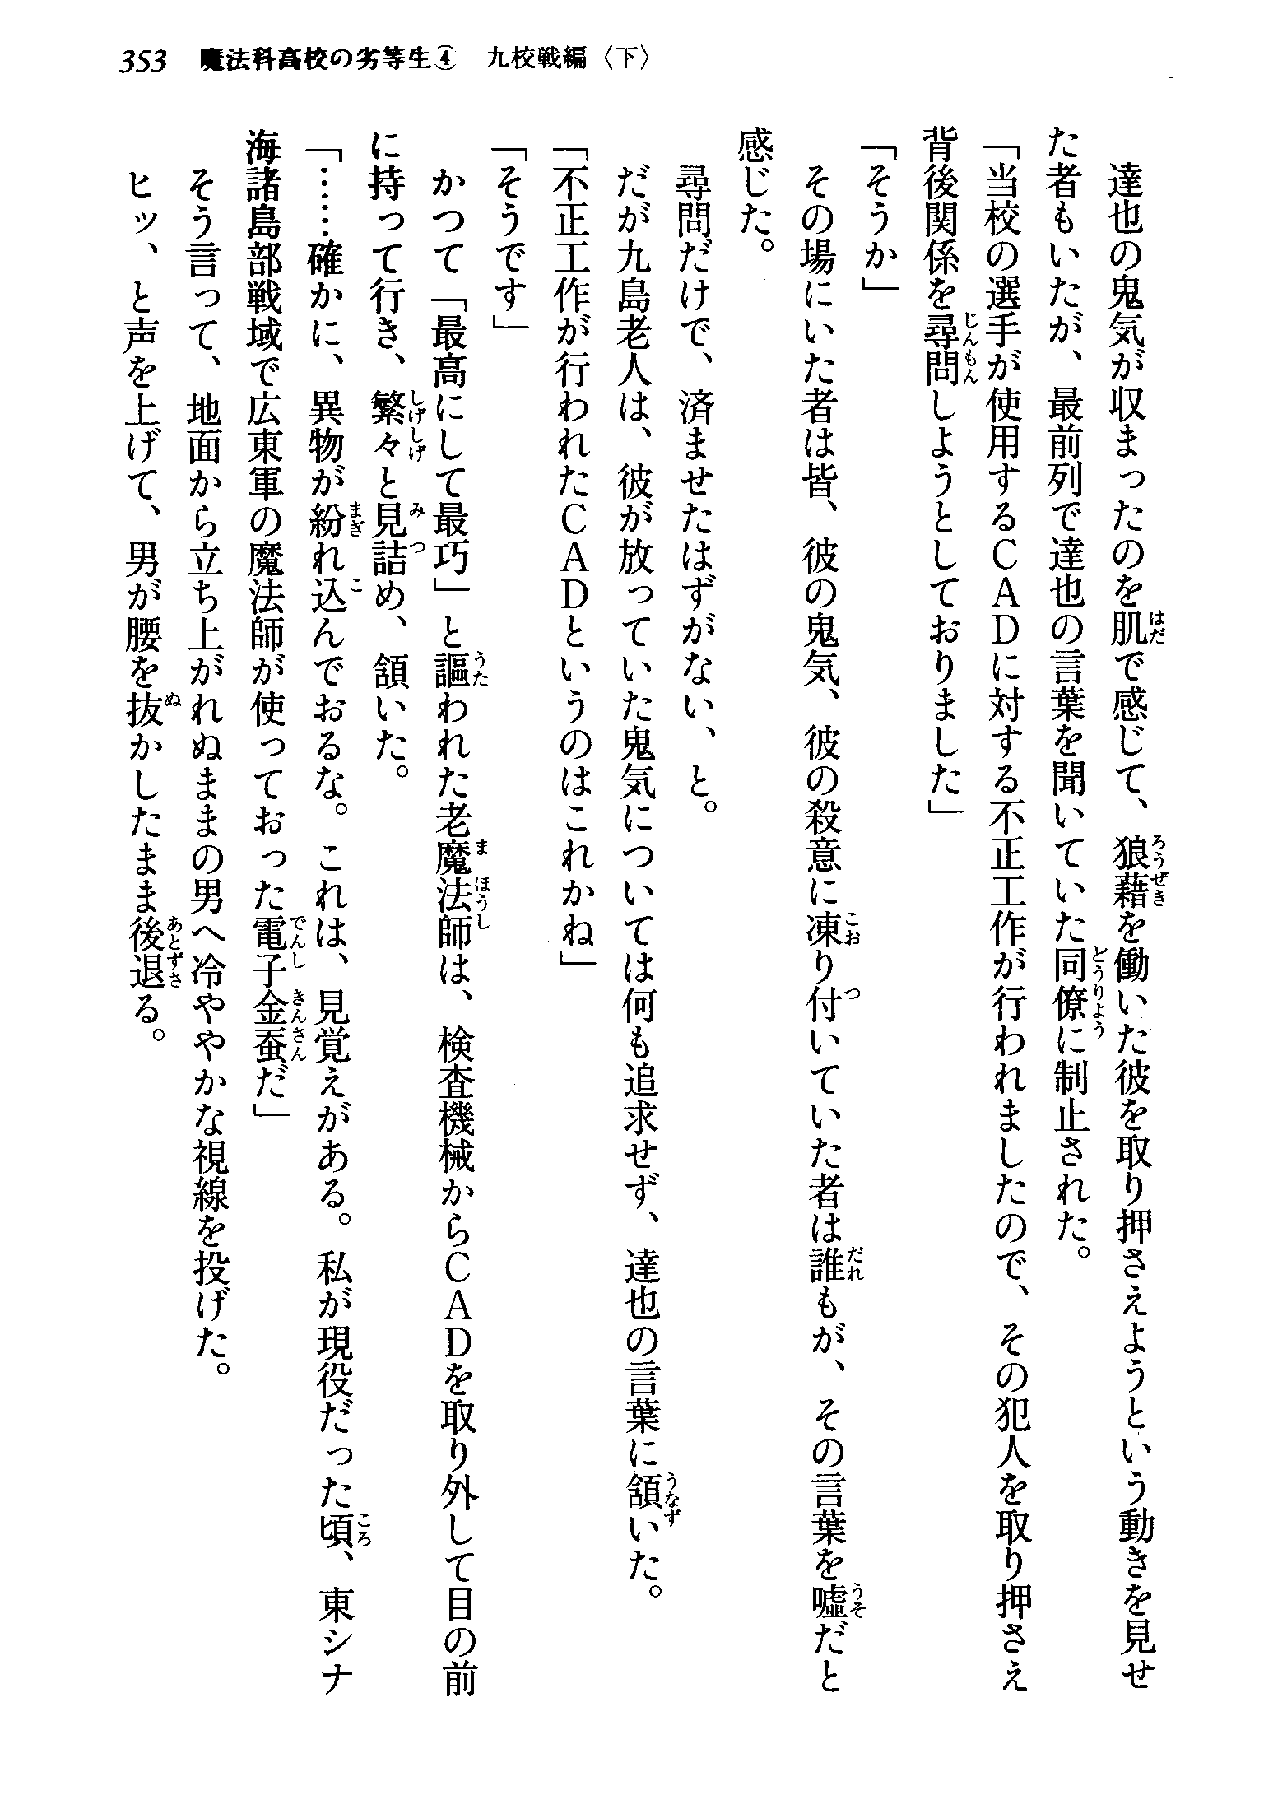 353　魔法科高校の劣等生④　九校戦編〈下〉
　達也の鬼気が収まったのを肌で感じて、狼藉を働いた彼を取り押さえようという動きを見せ
た者もいたが、最前列で達也の言葉を聞いていた同僚に制止された。
「当校の選手が使用するＣＡＤに対する不正工作が行われましたので、その犯人を取り押さえ
背後関係を尋問しようとしておりました」
「そうか」
　その場にいた者は皆、彼の鬼気、彼の殺意に凍り付いていた者は誰もが、その言葉を嘘だと
感じた。
　尋問だけで、済ませたはずがない、と。
　だが九島老人は、彼が放っていた鬼気については何も追求せず、達也の言葉に頷いた。
「不正工作が行われたＣＡＤというのはこれかね」
「そうです」
　かつて「最高にして最巧」と謳われた老魔法師は、検査機械からＣＡＤを取り外して目の前
に持って行き、繁々と見詰め、頷いた。
「……確かに、異物が紛れ込んでおるな。これは、見覚えがある。私が現役だった頃、東シナ
海諸島部戦域で広東軍の魔法師が使っておった電子金蚕だ」
　そう言って、地面から立ち上がれぬままの男へ冷ややかな視線を投げた。
　ヒッ、と声を上げて、男が腰を抜かしたまま後退る。